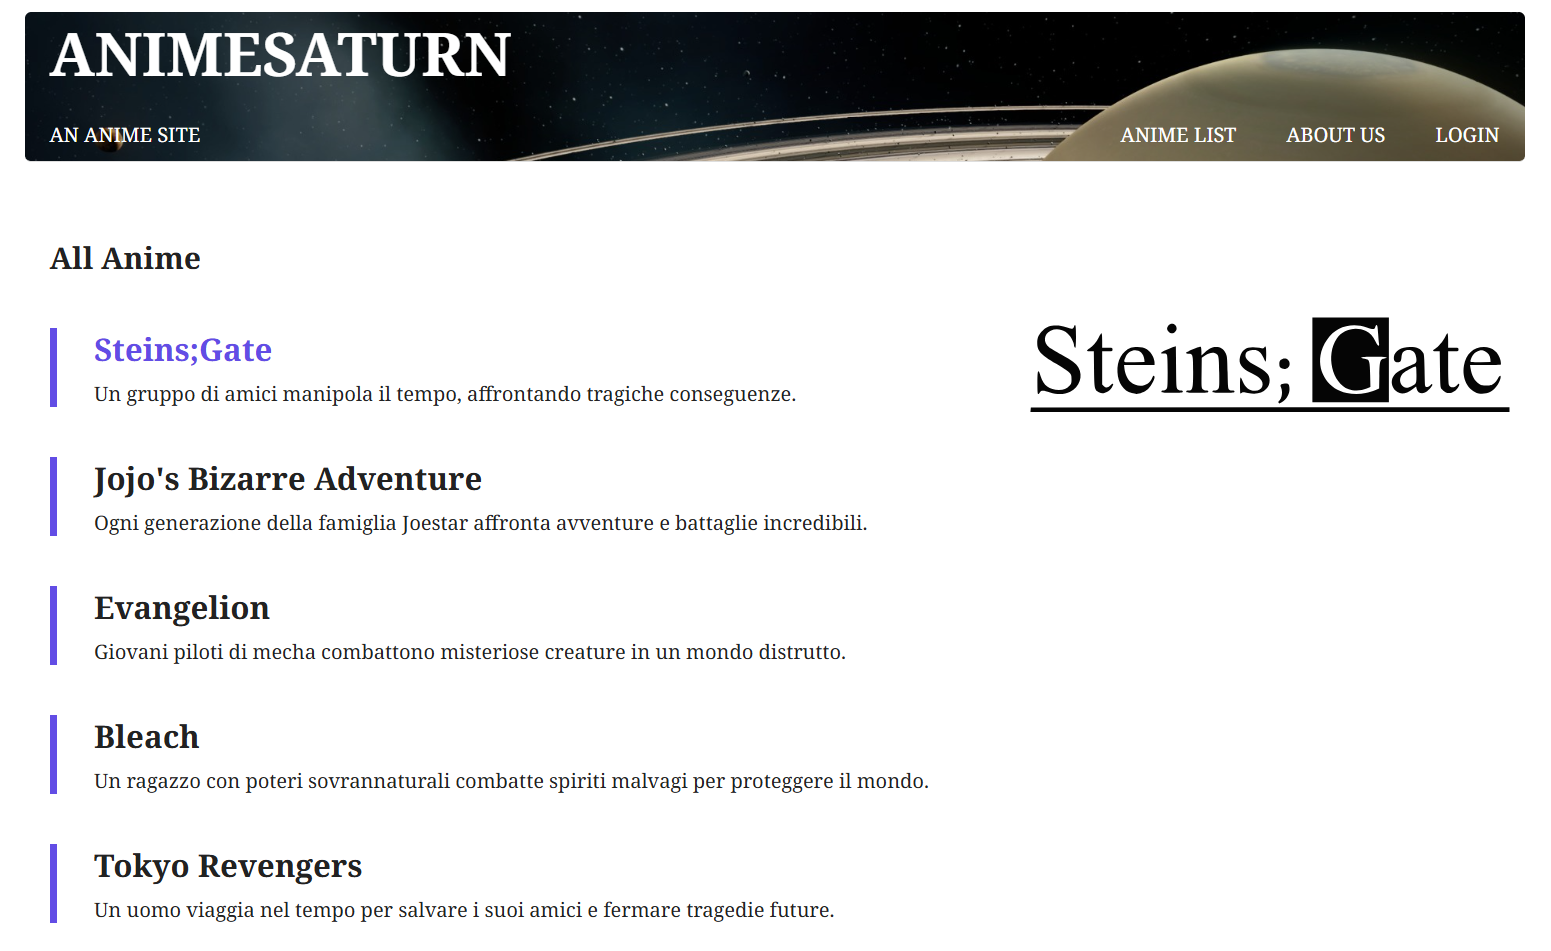 ANIMESATURN
AN ANIME SITE
ANIME LIST
ABOUT US
LOGIN
All Anime
Steins;Gate
Un gruppo di amici manipola il tempo, affrontando tragiche conseguenze.
Steins;Gate
Jojo's Bizarre Adventure
Ogni generazione della famiglia Joestar affronta avventure e battaglie incredibili.
Evangelion
Giovani piloti di mecha combattono misteriose creature in un mondo distrutto.
Bleach
Un ragazzo con poteri sovrannaturali combatte spiriti malvagi per proteggere il mondo.
Tokyo Revengers
Un uomo viaggia nel tempo per salvare i suoi amici e fermare tragedie future.